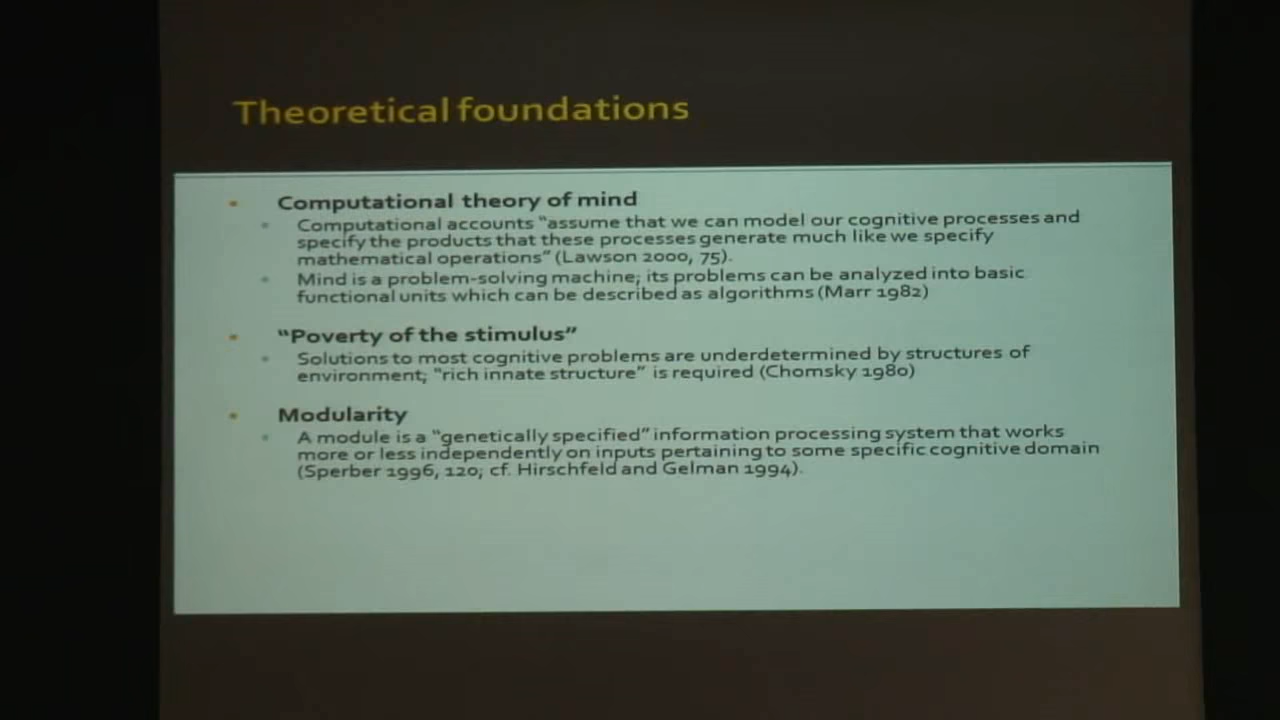 Theoretical foundations
Computational theory of mind
Computational accounts “assume that we can model our cognitive processes and
specify the products that these processes generate much like we specify
mathematical operations” (Lawson 2000, 75).
Mind is a problem-solving machine; its problems can be analyzed into basic
functional units which can be described as algorithms (Marr 1982)
“Poverty of the stimulus”
Solutions to most cognitive problems are underdetermined by structures of
environment; “rich innate structure” is required (Chomsky 1980)
Modularity
A module is a “genetically specified” information processing system that works
more or less independently on inputs pertaining to some specific cognitive domain
(Sperber 1996, 120; cf. Hirschfeld and Gelman 1994).